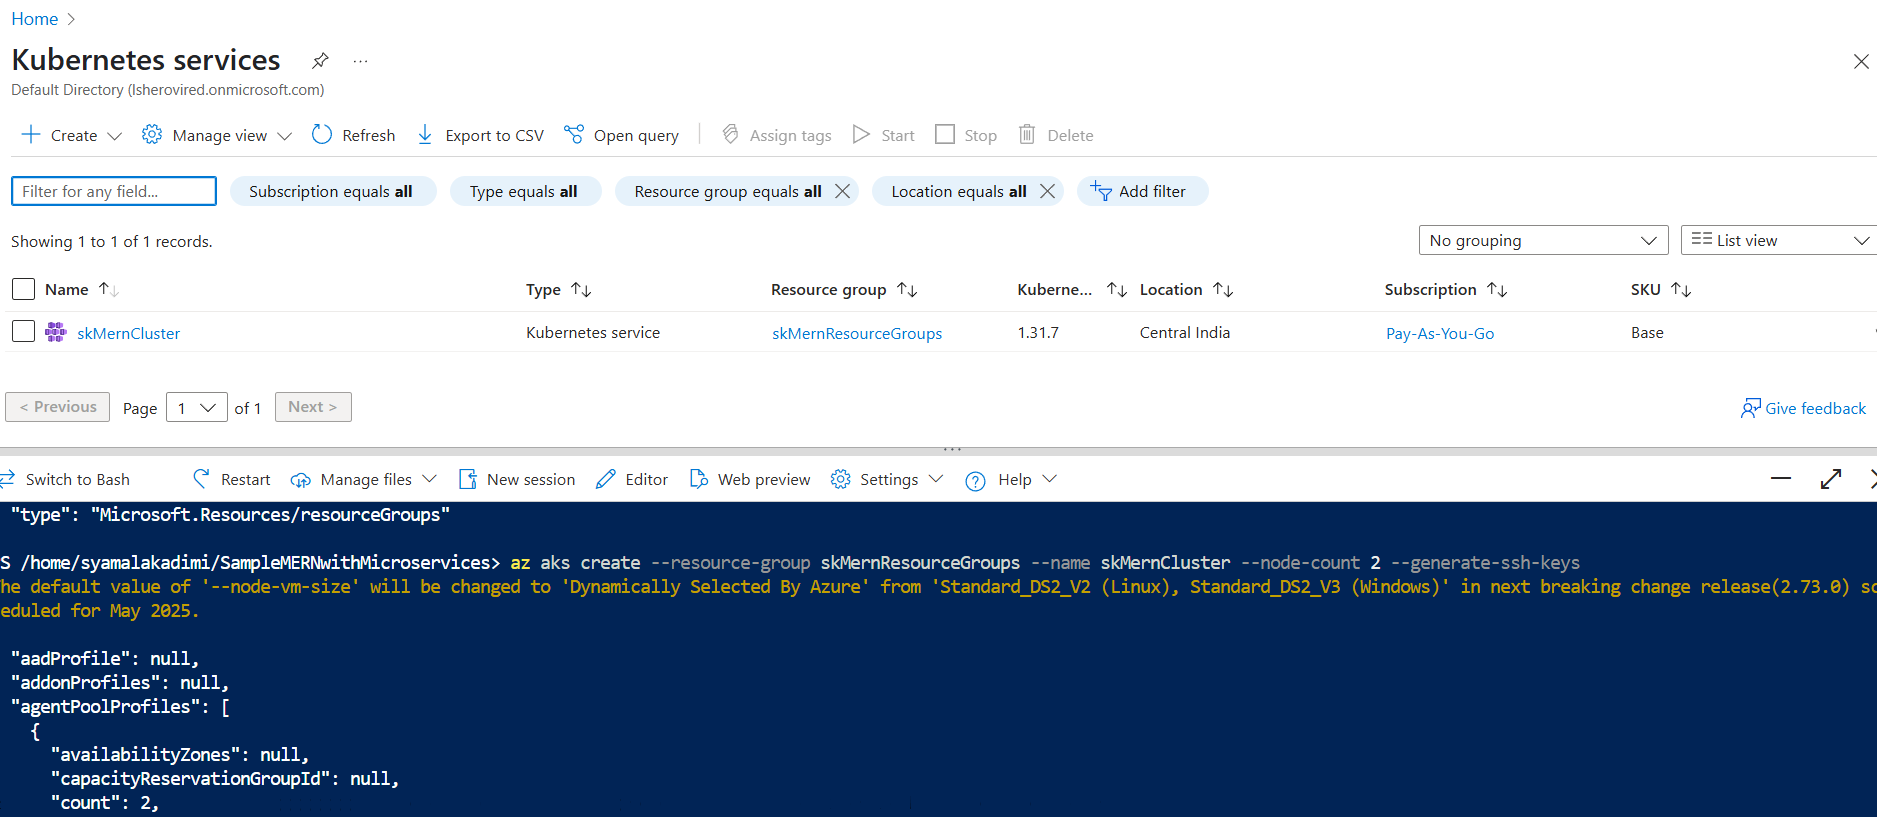 Home
Kubernetes services ...
Default Directory (lsherovired.onmicrosoft.com)
Create Manage view Refresh Export to CSV Open query Assign tags Start Stop Delete
Filter for any field... Subscription equals all Type equals all Resource group equals all Location equals all Add filter
Showing 1 to 1 of 1 records. No grouping List view
Name Type Resource group Kuberne... Location Subscription SKU
skMernCluster Kubernetes service skMernResourceGroups 1.31.7 Central India Pay-As-You-Go Base
< Previous Page 1 of 1 Next > Give feedback
Switch to Bash Restart Manage files New session Editor Web preview Settings Help
"type": "Microsoft.Resources/resourceGroups"
S /home/syamalakadimi/SampleMERNwithMicroservices> az aks create --resource-group skMernResourceGroups --name skMernCluster --node-count 2 --generate-ssh-keys
he default value of '--node-vm-size' will be changed to 'Dynamically Selected By Azure' from 'Standard_DS2_V2 (Linux), Standard_DS2_V3 (Windows)' in next breaking change release(2.73.0) sc
eduled for May 2025.
"aadProfile": null,
"addonProfiles": null,
"agentPoolProfiles": [
{
"availabilityZones": null,
"capacityReservationGroupId": null,
"count": 2,